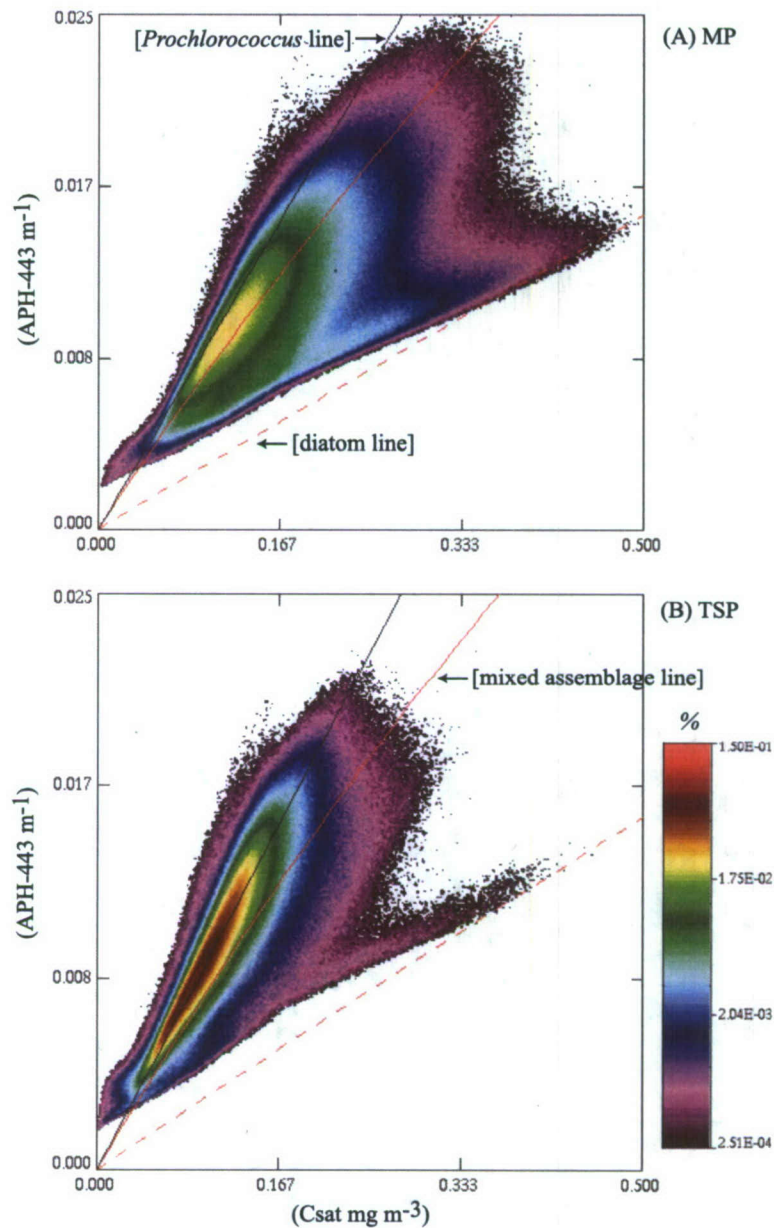 0.025
[Prochlorococcus line]
(A) MP
0.017
(APH-443 m-1)
0.008
[diatom line]
0.000
0.000 0.167 0.333 0.500
0.025
(B) TSP
[mixed assemblage line]
%
1.50E-01
0.017
1.75E-02
(APH-443 m-1)
0.008
2.04E-03
2.51E-04
0.000
0.000 0.167 0.333 0.500
(Csat mg m-3)